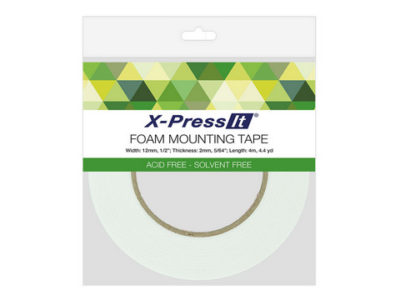 X-Press It®
FOAM MOUNTING TAPE
Width: 12mm, 1/2"; Thickness: 2mm, 5/64"; Length: 4m, 4.4 yd
ACID FREE - SOLVENT FREE